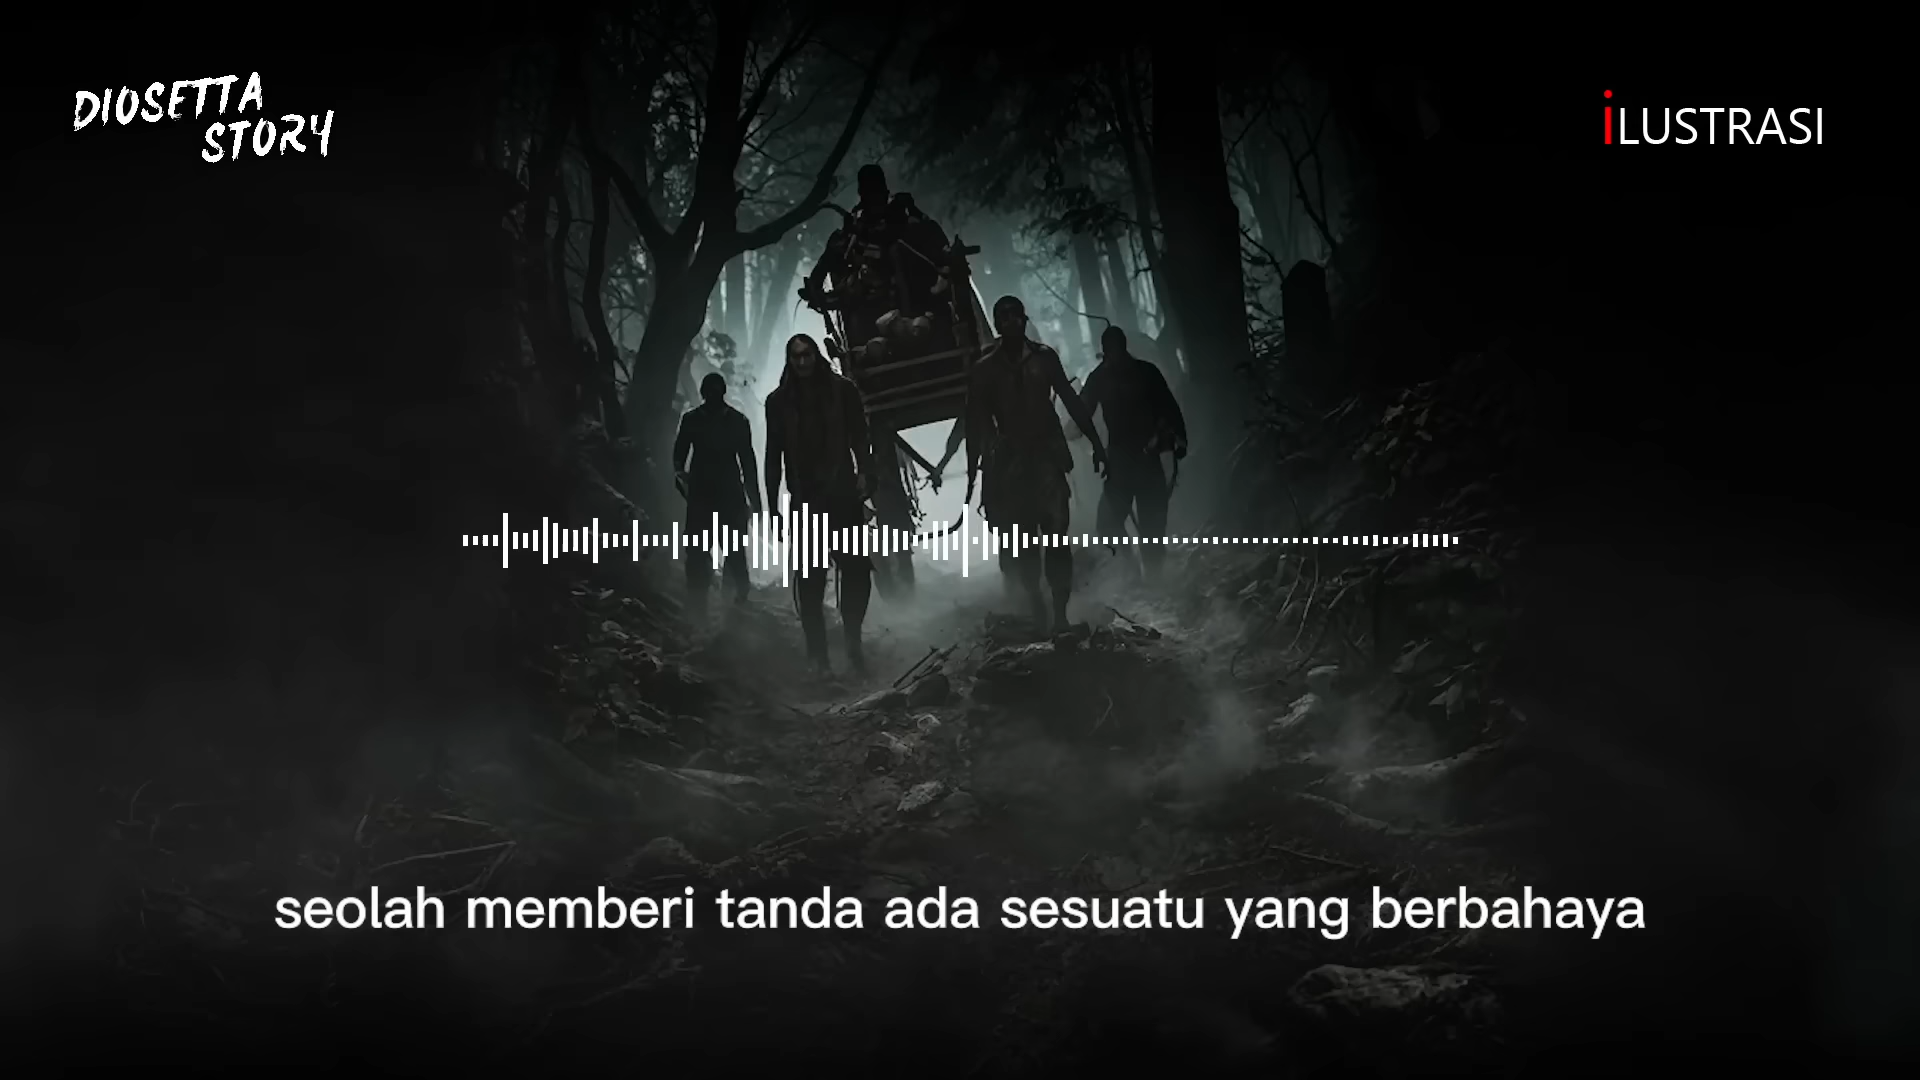 DIOSETTA
STORY
iLUSTRASI
seolah memberi tanda ada sesuatu yang berbahaya